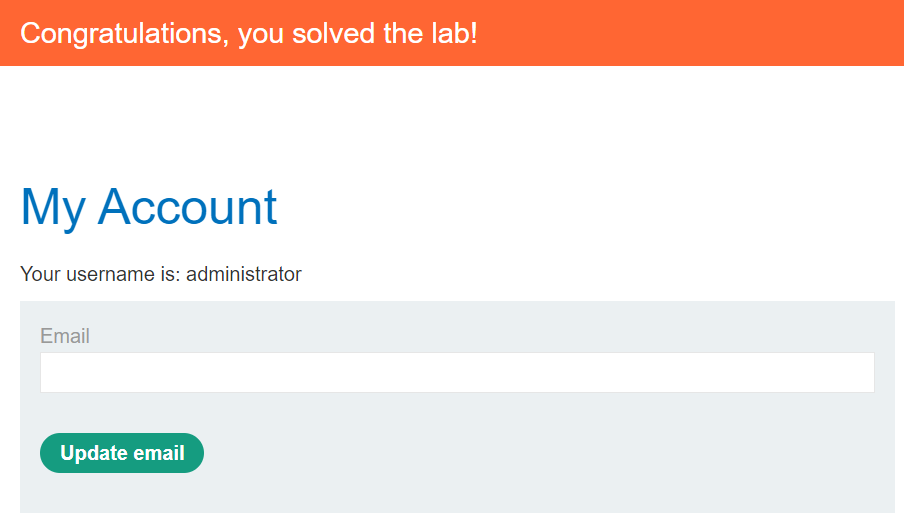 Congratulations, you solved the lab!
My Account
Your username is: administrator
Email
Update email